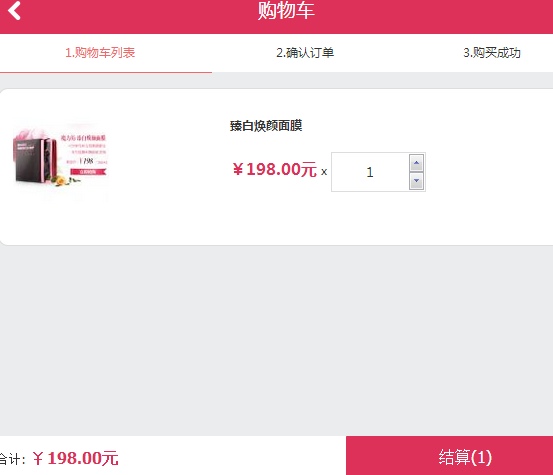 购物车
1.购物车列表
2.确认订单
3.购买成功
臻白焕颜面膜
￥198.00元 x 1
198
合计：￥198.00元
结算(1)